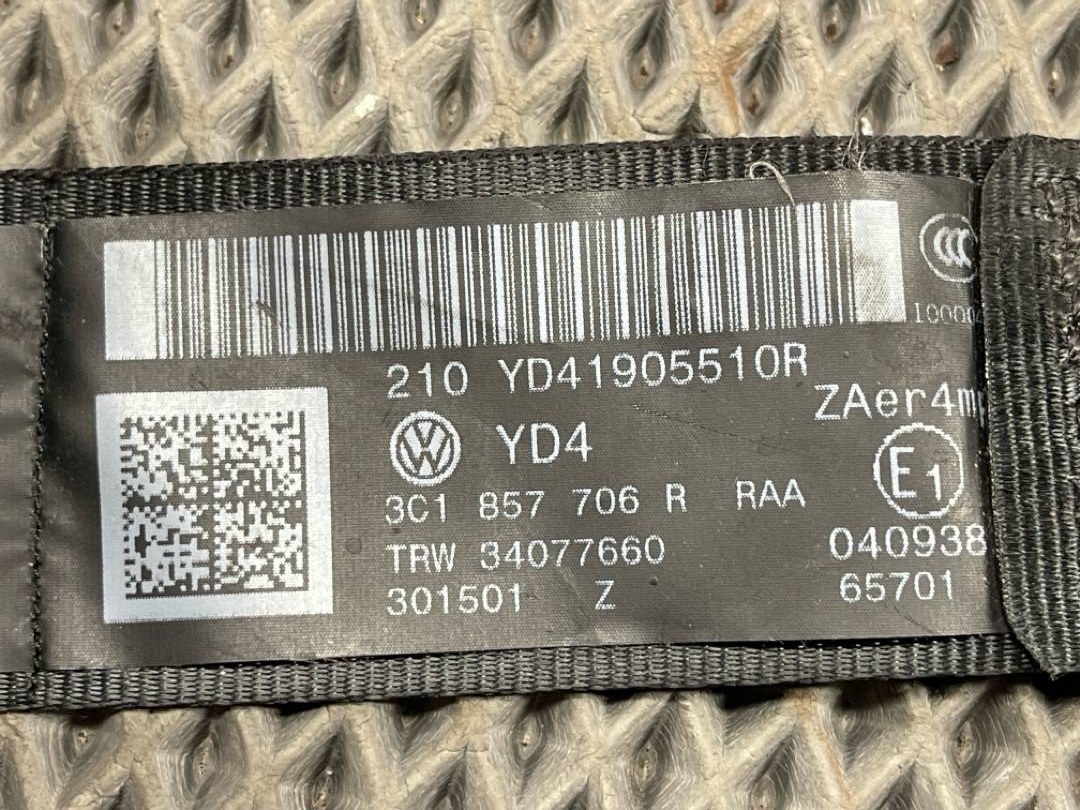 210 YD41905510R
ZAer4m
YD4
E1
3C1 857 706 R RAA
TRW 34077660
040938
301501 Z
65701